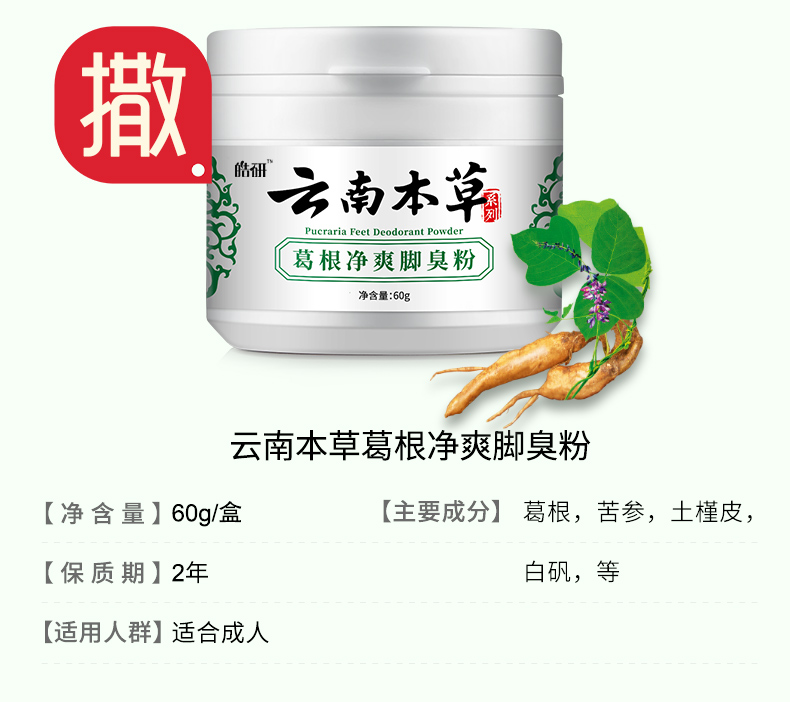 撒
皓研™
云南本草系列
Pucraria Feet Deodorant Powder
葛根净爽脚臭粉
净含量:60g
云南本草葛根净爽脚臭粉
【净含量】60g/盒
【主要成分】葛根，苦参，土槿皮，
【保质期】2年
白矾，等
【适用人群】适合成人